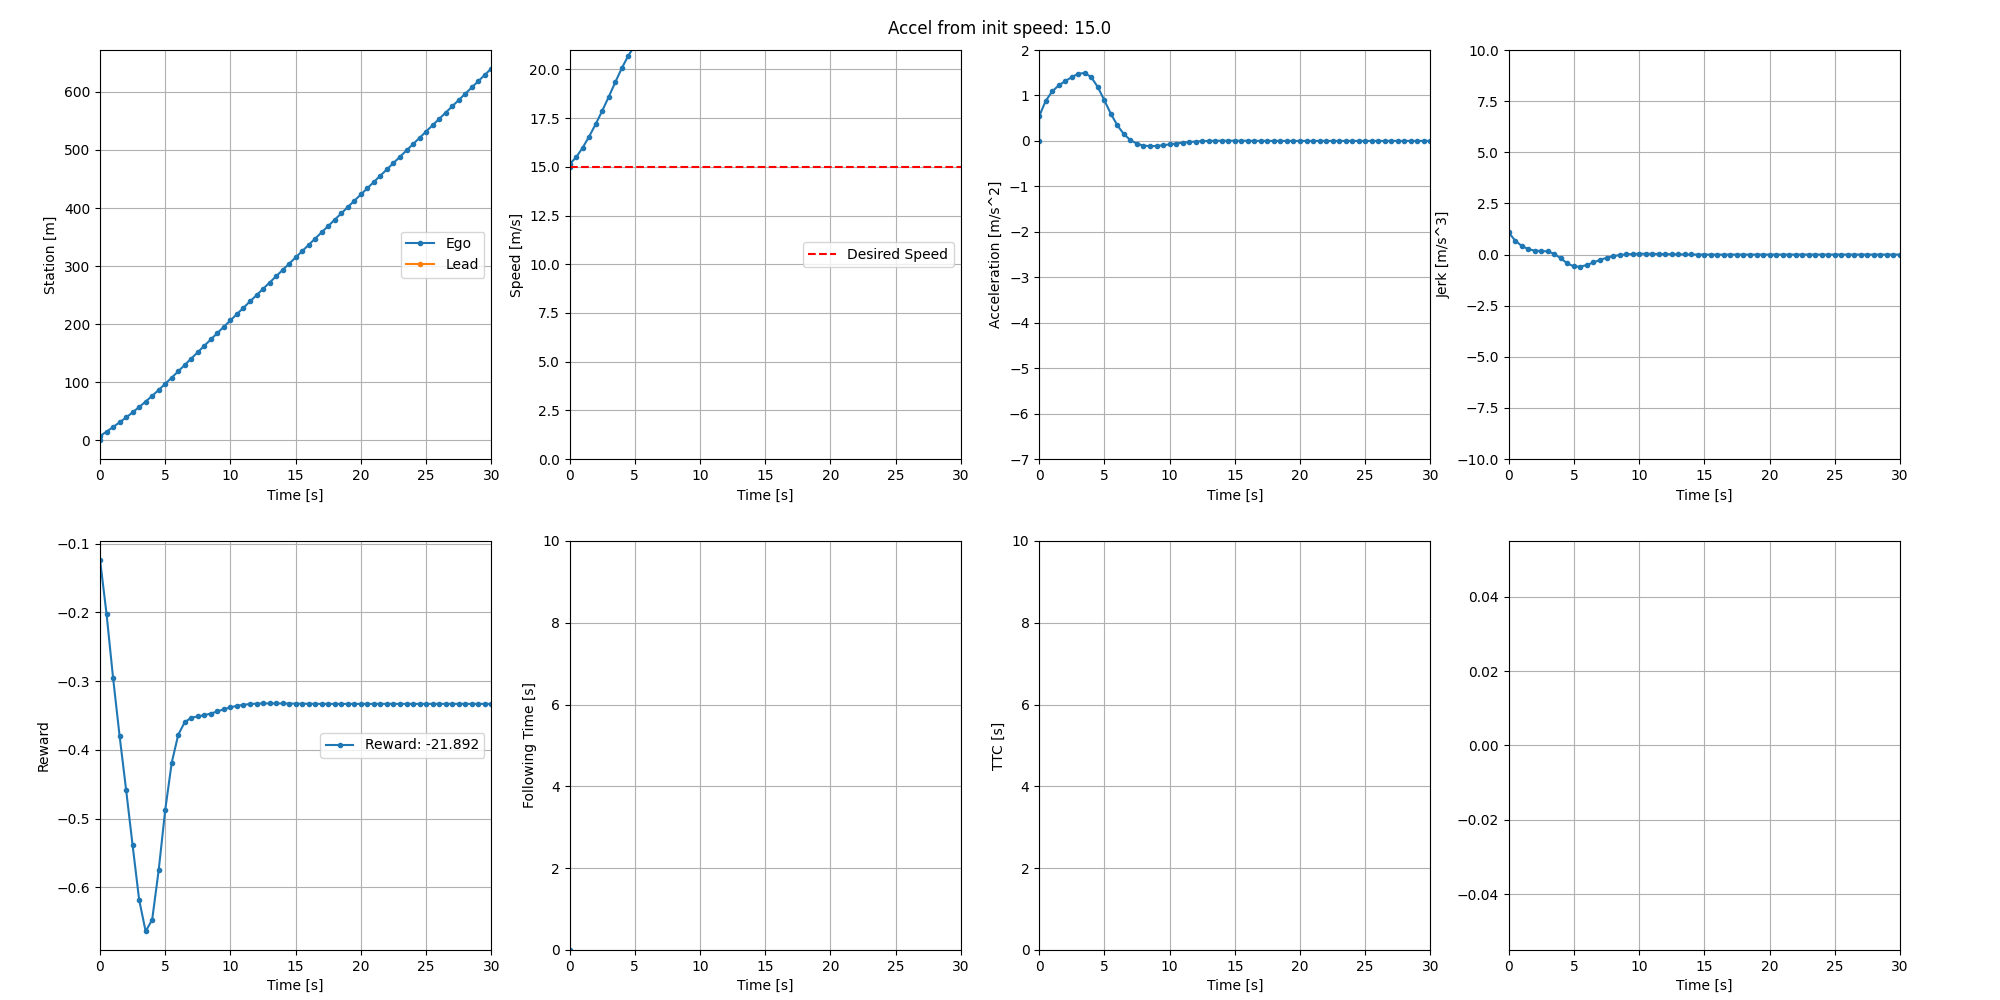 Accel from init speed: 15.0
Station [m]
600
500
400
300
200
100
0
0 5 10 15 20 25 30
Time [s]
Ego
Lead
Speed [m/s]
20.0
17.5
15.0
12.5
10.0
7.5
5.0
2.5
0.0
0 5 10 15 20 25 30
Time [s]
Desired Speed
Acceleration [m/s^2]
2
1
0
−1
−2
−3
−4
−5
−6
−7
0 5 10 15 20 25 30
Time [s]
Jerk [m/s^3]
10.0
7.5
5.0
2.5
0.0
−2.5
−5.0
−7.5
−10.0
0 5 10 15 20 25 30
Time [s]
Reward
−0.1
−0.2
−0.3
−0.4
−0.5
−0.6
0 5 10 15 20 25 30
Time [s]
Reward: -21.892
Following Time [s]
10
8
6
4
2
0
0 5 10 15 20 25 30
Time [s]
TTC [s]
10
8
6
4
2
0
0 5 10 15 20 25 30
Time [s]
0.04
0.02
0.00
−0.02
−0.04
0 5 10 15 20 25 30
Time [s]